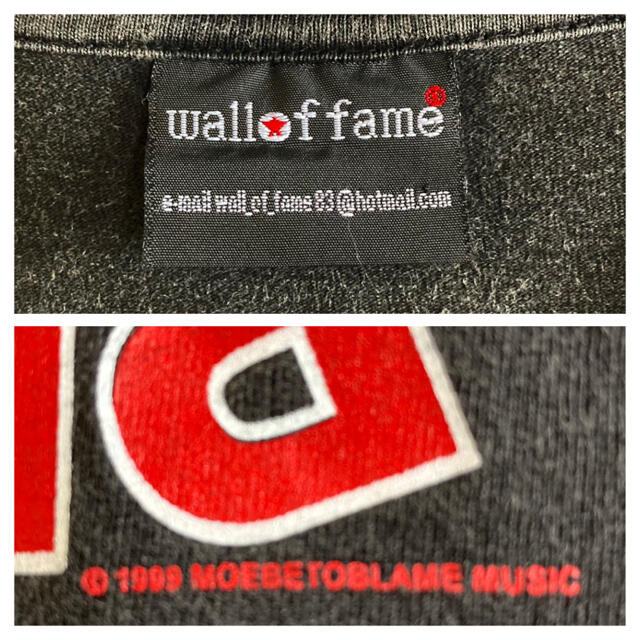 wall of fame
e-mail wall_of_fame83@hotmail.com
© 1999 MOEBETOBLAME MUSIC